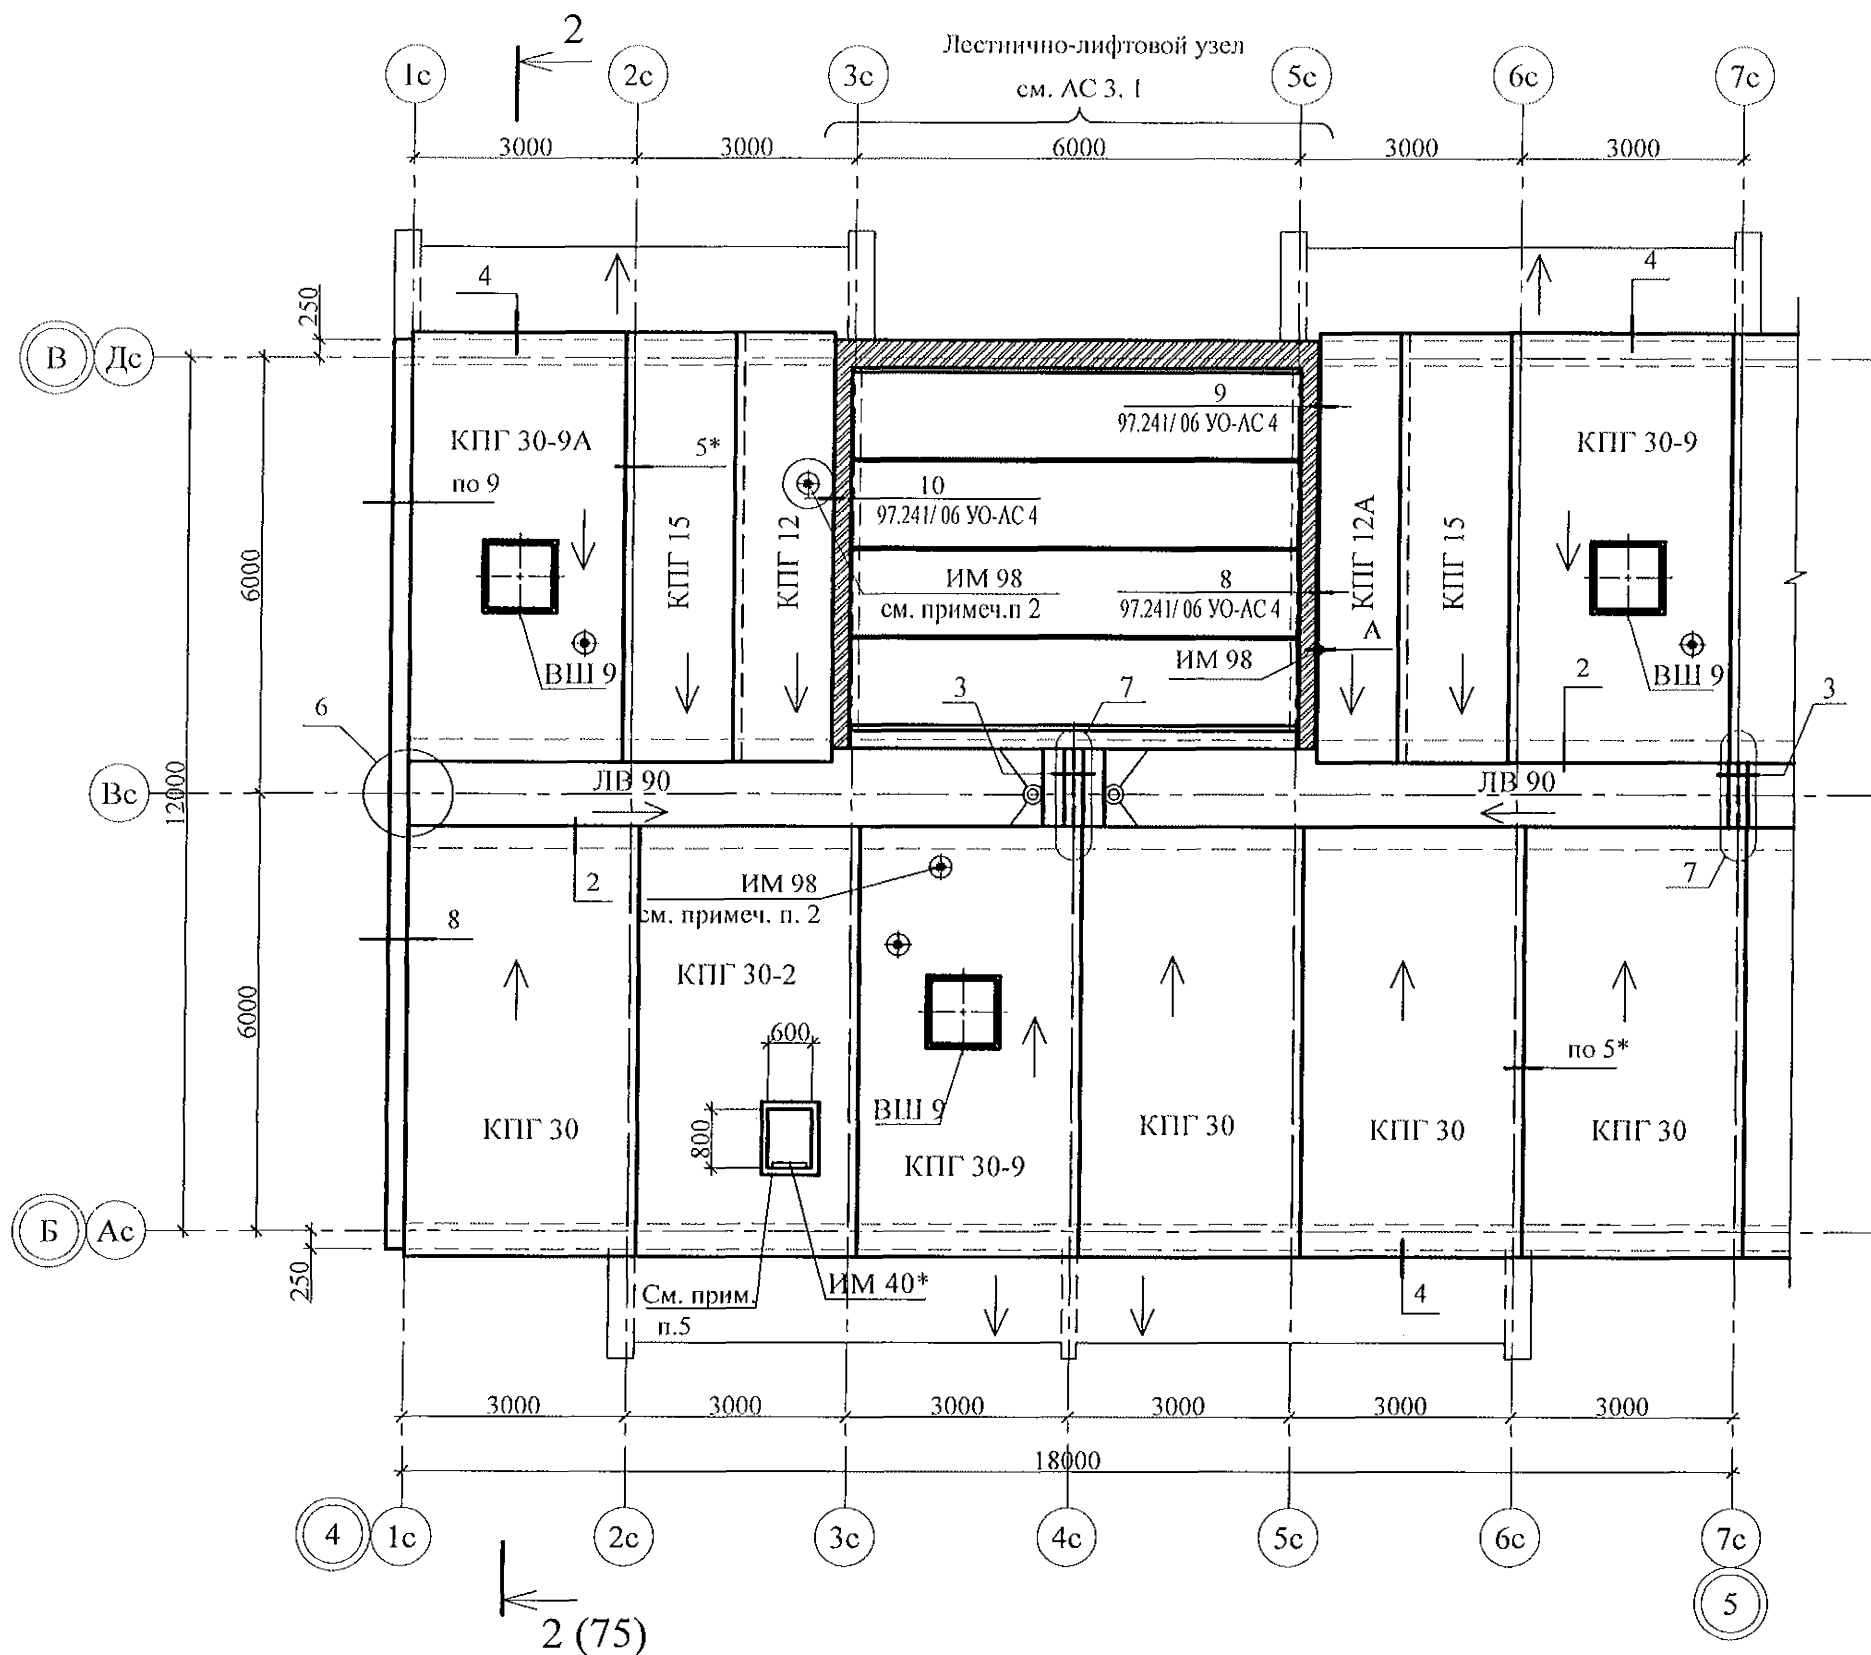 2
Лестнично-лифтовой узел
см. АС 3. 1
1с
2с
3с
5с
6с
7с
3000
3000
6000
3000
3000
4
4
250
В
Дс
КПГ 30-9А
по 9
5*
9
97.241/ 06 УО-АС 4
КПГ 30-9
10
97.241/ 06 УО-АС 4
КПГ 15
КПГ 12
КПГ 12А
КПГ 15
6000
ИМ 98
см. примеч.п 2
8
97.241/ 06 УО-АС 4
А
ИМ 98
ВШ 9
ВШ 9
6
3
7
2
3
12000
Вс
ЛВ 90
ЛВ 90
2
ИМ 98
см. примеч. п. 2
7
8
КПГ 30-2
6000
600
по 5*
800
ВШ 9
КПГ 30
КПГ 30-9
КПГ 30
КПГ 30
КПГ 30
Б
Ас
250
См. прим.
п.5
ИМ 40*
4
3000
3000
3000
3000
3000
3000
18000
4
1с
2с
3с
4с
5с
6с
7с
5
2 (75)